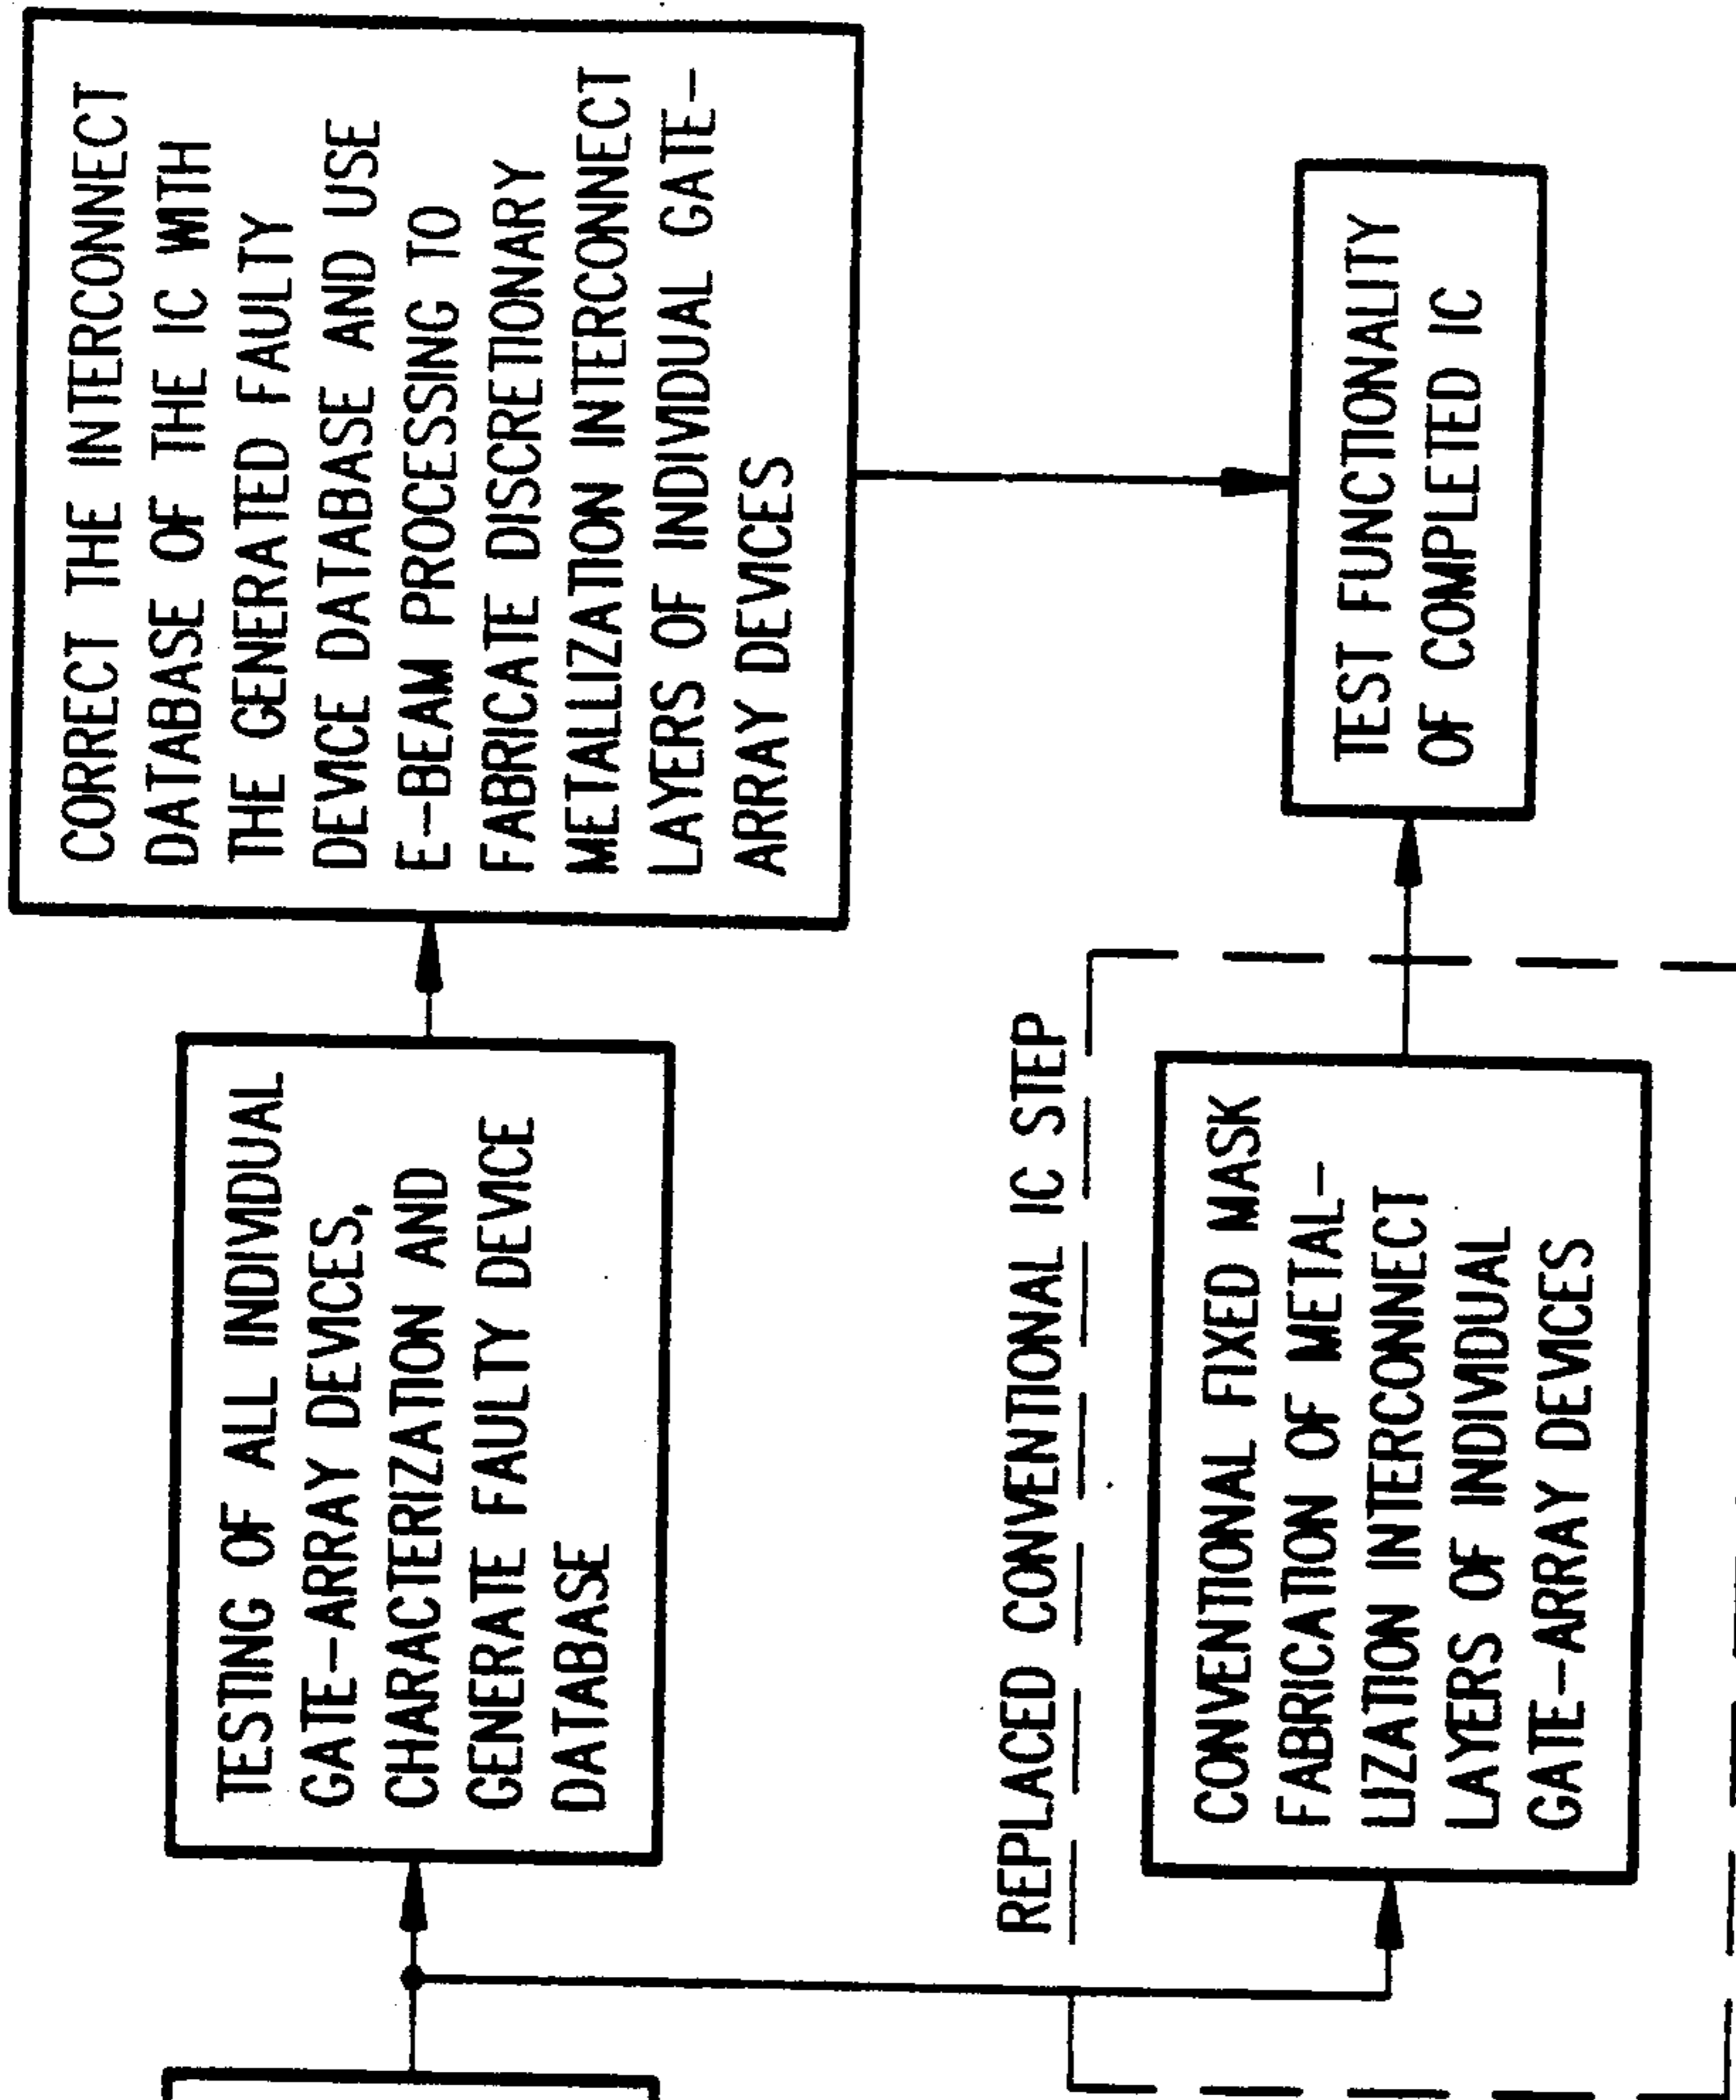 TESTING OF ALL INDIVIDUAL
GATE-ARRAY DEVICES,
CHARACTERIZATION AND
GENERATE FAULTY DEVICE
DATABASE
CORRECT THE INTERCONNECT
DATABASE OF THE IC WITH
THE GENERATED FAULTY
DEVICE DATABASE AND USE
E-BEAM PROCESSING TO
FABRICATE DISCRETIONARY
METALLIZATION INTERCONNECT
LAYERS OF INDIVIDUAL GATE-
ARRAY DEVICES
REPLACED CONVENTIONAL IC STEP
CONVENTIONAL FIXED MASK
FABRICATION OF METAL-
LIZATION INTERCONNECT
LAYERS OF INDIVIDUAL
GATE-ARRAY DEVICES
TEST FUNCTIONALITY
OF COMPLETED IC